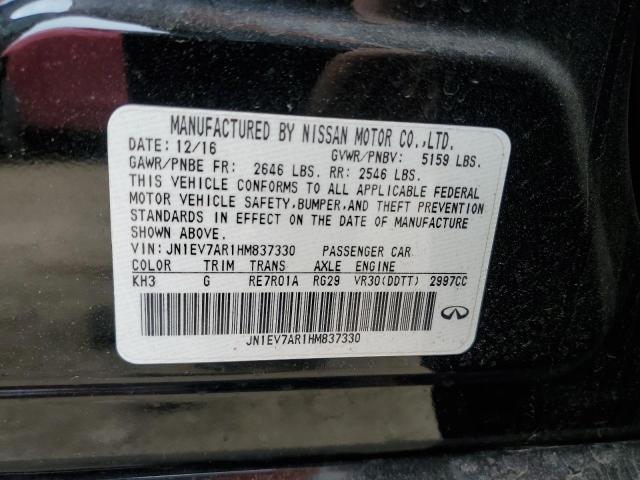 MANUFACTURED BY NISSAN MOTOR CO.,LTD.
DATE: 12/16 GVWR/PNBV: 5159 LBS.
GAWR/PNBE FR: 2646 LBS. RR: 2546 LBS.
THIS VEHICLE CONFORMS TO ALL APPLICABLE FEDERAL
MOTOR VEHICLE SAFETY,BUMPER,AND THEFT PREVENTION
STANDARDS IN EFFECT ON THE DATE OF MANUFACTURE
SHOWN ABOVE.
VIN: JN1EV7AR1HM837330 PASSENGER CAR
COLOR TRIM TRANS AXLE ENGINE
KH3 G RE7R01A RG29 VR30(DDTT) 2997CC
JN1EV7AR1HM837330